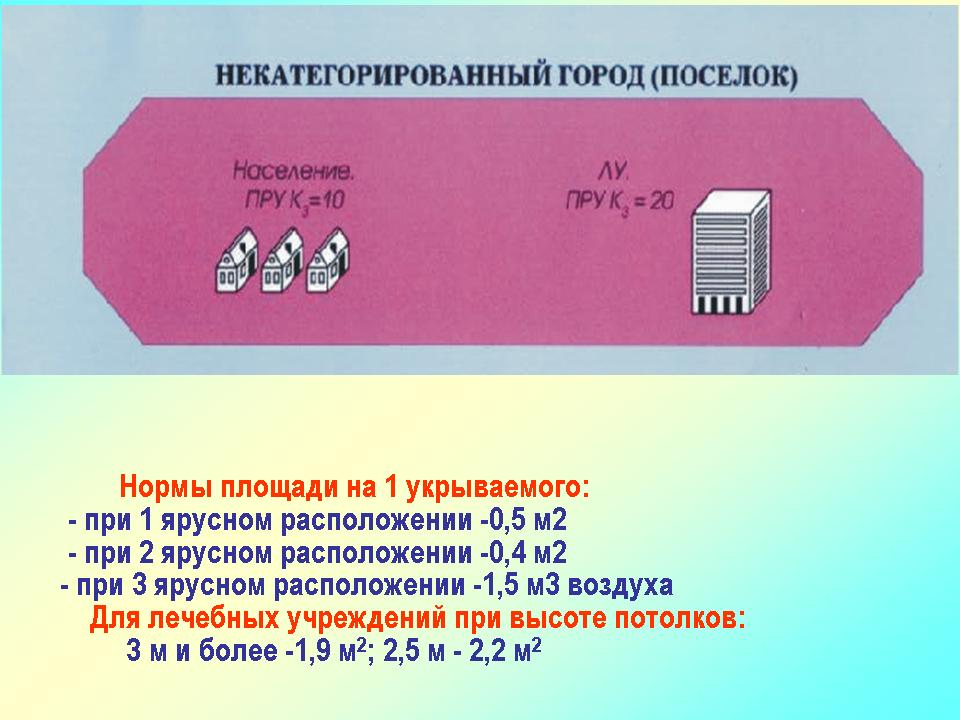 НЕКАТЕГОРИРОВАННЫЙ ГОРОД (ПОСЕЛОК)
Население.
ПРУ Кз=10
ЛУ.
ПРУ Кз = 20
Нормы площади на 1 укрываемого:
- при 1 ярусном расположении -0,5 м2
- при 2 ярусном расположении -0,4 м2
- при 3 ярусном расположении -1,5 м3 воздуха
Для лечебных учреждений при высоте потолков:
3 м и более -1,9 м²; 2,5 м - 2,2 м²